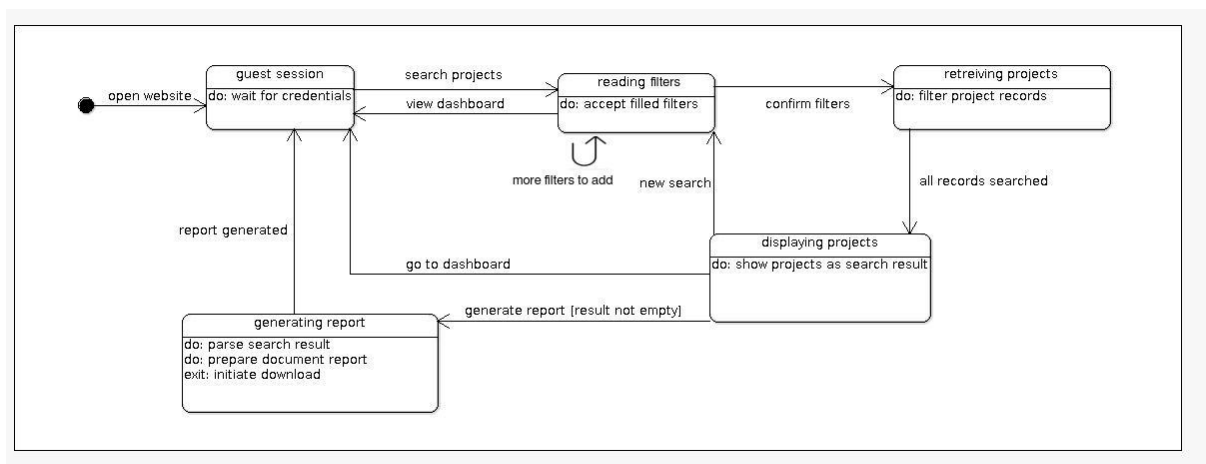 guest session
do: wait for credentials
open website
search projects
view dashboard
reading filters
do: accept filled filters
more filters to add
confirm filters
retreiving projects
do: filter project records
new search
all records searched
displaying projects
do: show projects as search result
report generated
go to dashboard
generate report [result not empty]
generating report
do: parse search result
do: prepare document report
exit: initiate download